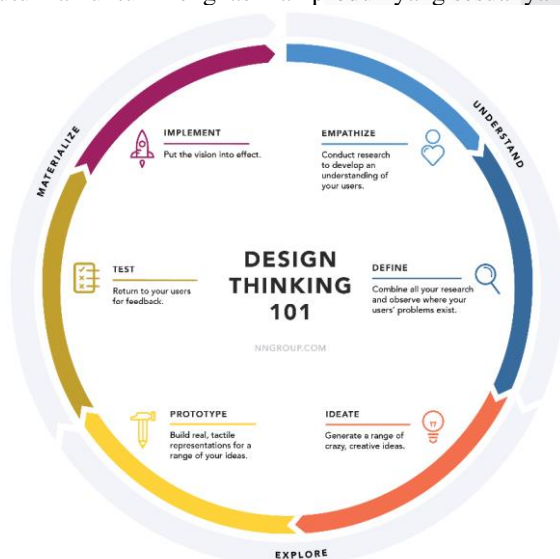 produk yang
IMPLEMENT
Put the vision into effect.
EMPATHIZE
Conduct research
to develop an
understanding of
your users.
UNDERSTAND
MATERIALIZE
TEST
Return to your users
for feedback.
DESIGN
THINKING
101
NNGROUP.COM
DEFINE
Combine all your research
and observe where your
users' problems exist.
PROTOTYPE
Build real, tactile
representations for a
range of your ideas.
IDEATE
Generate a range of
crazy, creative ideas.
EXPLORE